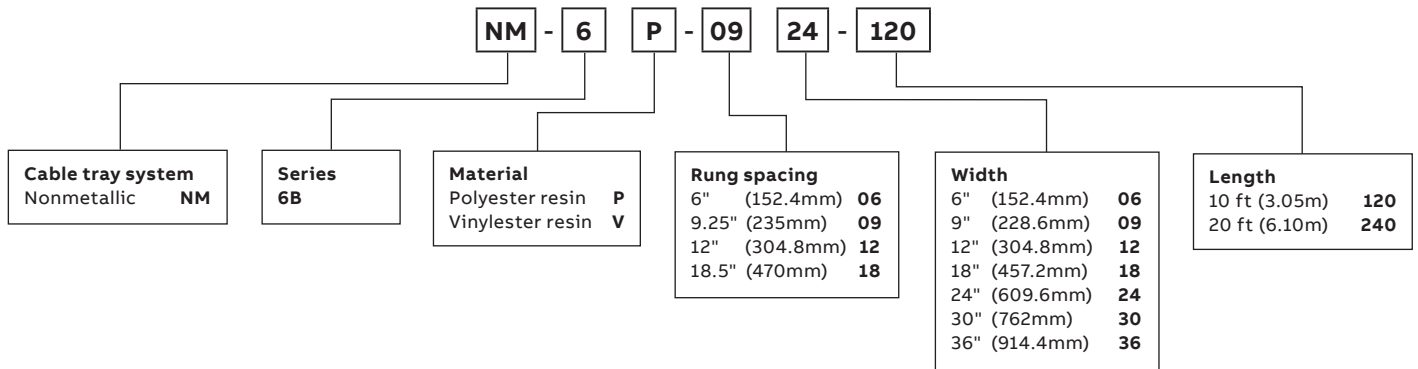 NM - 6 P - 09 24 - 120
Cable tray system
Nonmetallic NM
Series
6B
Material
Polyester resin P
Vinylester resin V
Rung spacing
6" (152.4mm) 06
9.25" (235mm) 09
12" (304.8mm) 12
18.5" (470mm) 18
Width
6" (152.4mm) 06
9" (228.6mm) 09
12" (304.8mm) 12
18" (457.2mm) 18
24" (609.6mm) 24
30" (762mm) 30
36" (914.4mm) 36
Length
10 ft (3.05m) 120
20 ft (6.10m) 240